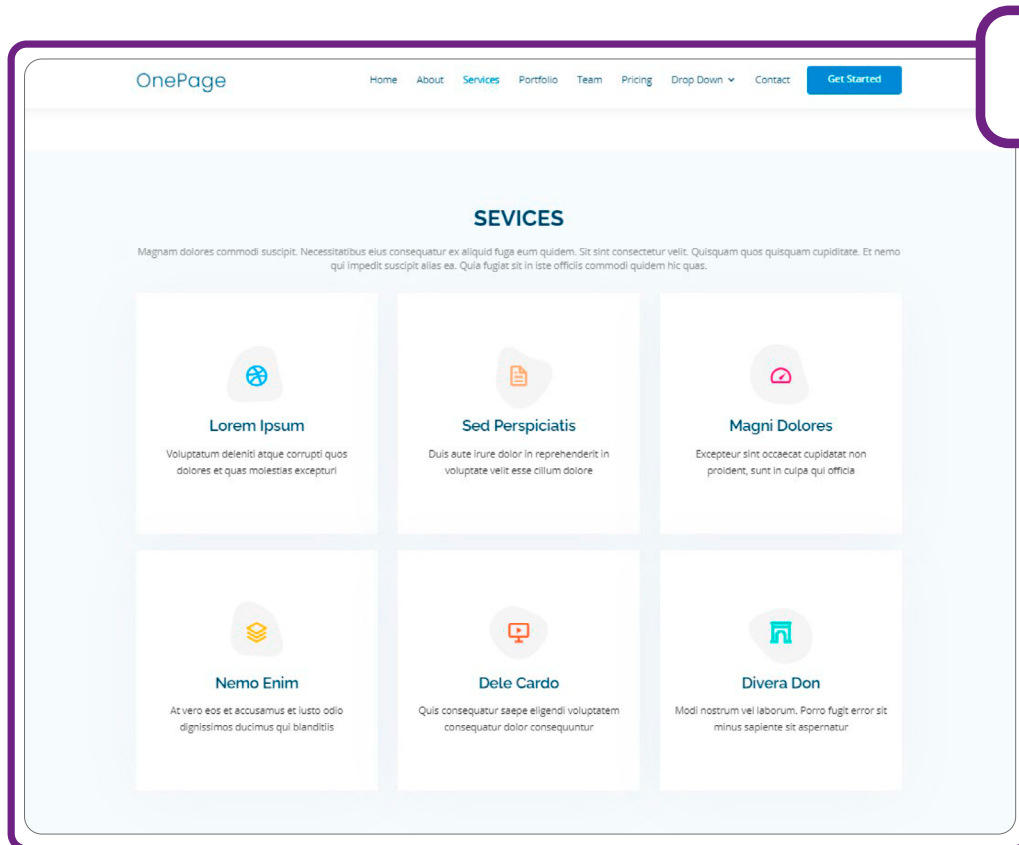 OnePage
Home About Services Portfolio Team Pricing Drop Down Contact Get Started
SEVICES
Magnam dolores commodi suscipit. Necessitatibus eius consequatur ex aliquid fuga eum quidem. Sit sint consectetur velit. Quisquam quos quisquam cupiditate. Et nemo
qui impedit suscipit alias ea. Quia fugiat sit in iste officiis commodi quidem hic quas.
Lorem Ipsum
Voluptatum deleniti atque corrupti quos
dolores et quas molestias excepturi
Sed Perspiciatis
Duis aute irure dolor in reprehenderit in
voluptate velit esse cillum dolore
Magni Dolores
Excepteur sint occaecat cupidatat non
proident, sunt in culpa qui officia
Nemo Enim
At vero eos et accusamus et iusto odio
dignissimos ducimus qui blanditiis
Dele Cardo
Quis consequatur saepe eligendi voluptatem
consequatur dolor consequuntur
Divera Don
Modi nostrum vel laborum. Porro fugit error sit
minus sapiente sit aspernatur